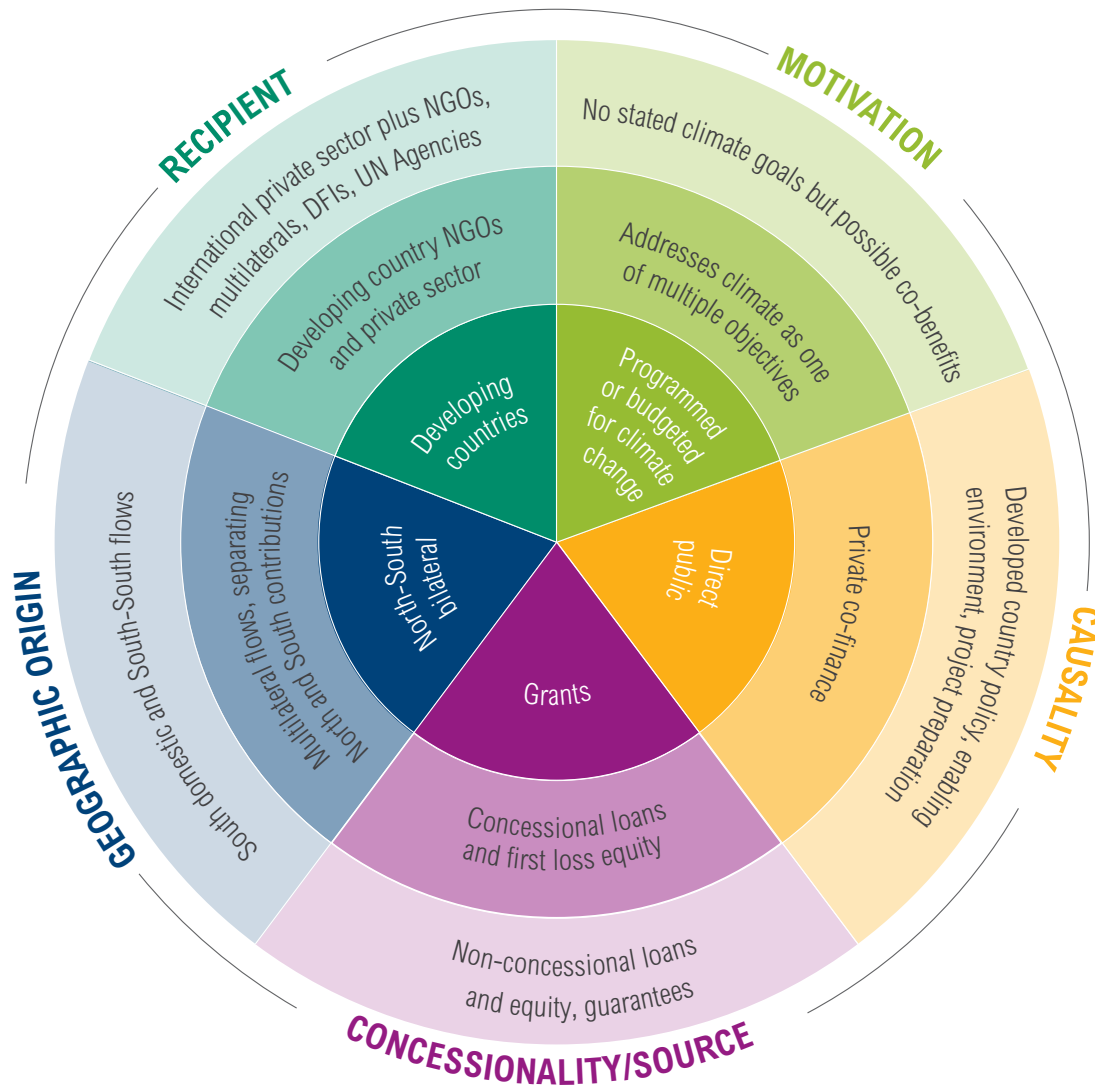 RECIPIENT
International private sector plus NGOs,
multilaterals, DFIs, UN Agencies
Developing country NGOs
and private sector
Developing
countries
MOTIVATION
No stated climate goals but possible co-benefits
Addresses climate as one
of multiple objectives
Programmed
or budgeted
for climate
change
CAUSALITY
Developed country policy, enabling
environment, project preparation
Private co-finance
Direct
public
CONCESSIONALITY/SOURCE
Grants
Concessional loans
and first loss equity
Non-concessional loans
and equity, guarantees
GEOGRAPHIC ORIGIN
South domestic and South-South flows
Multilateral flows, separating
North and South contributions
North-South
bilateral